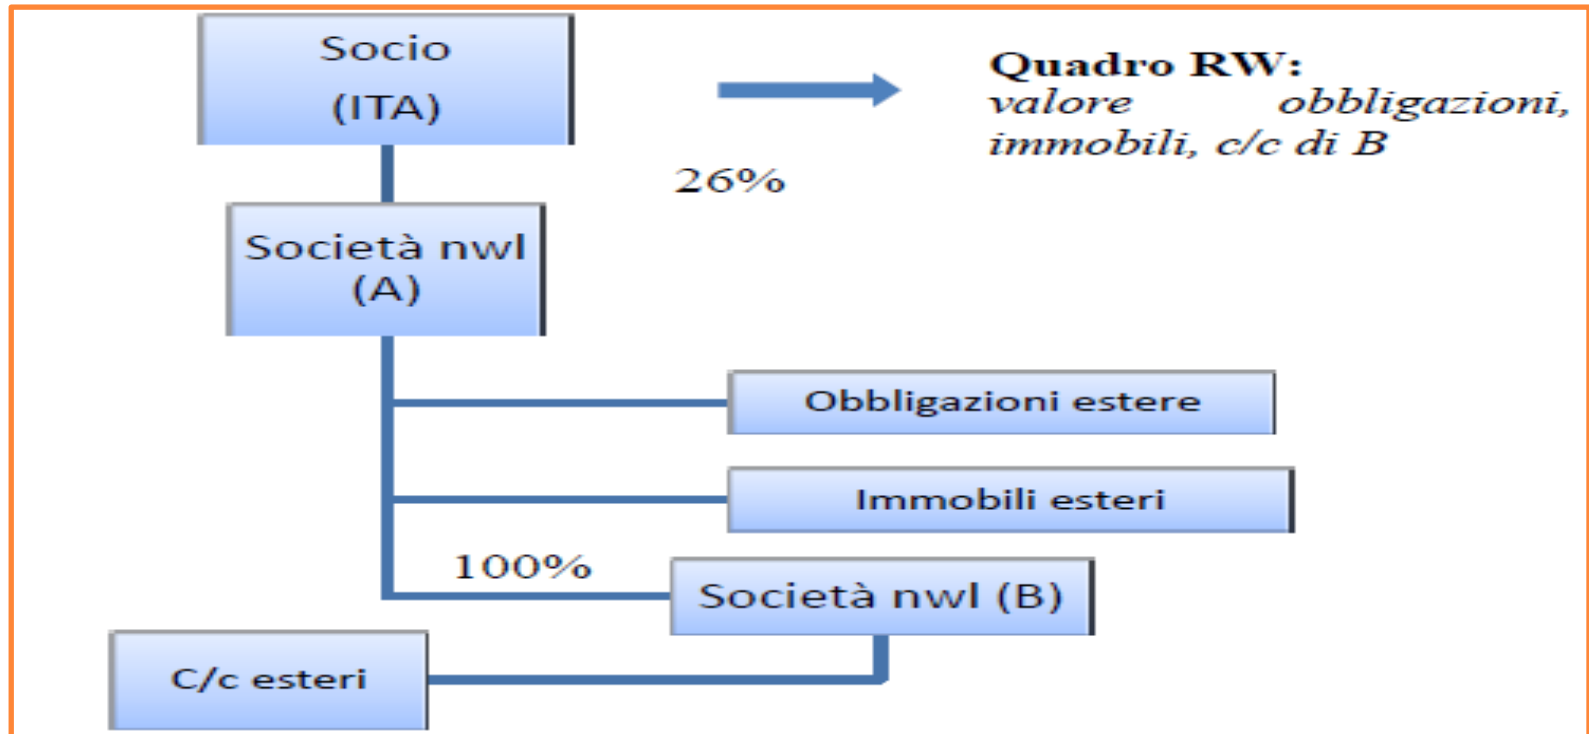 Socio
(ITA)
Quadro RW:
valore obbligazioni,
immobili, c/c di B
26%
Società nwl
(A)
Obbligazioni estere
Immobili esteri
100%
Società nwl (B)
C/c esteri